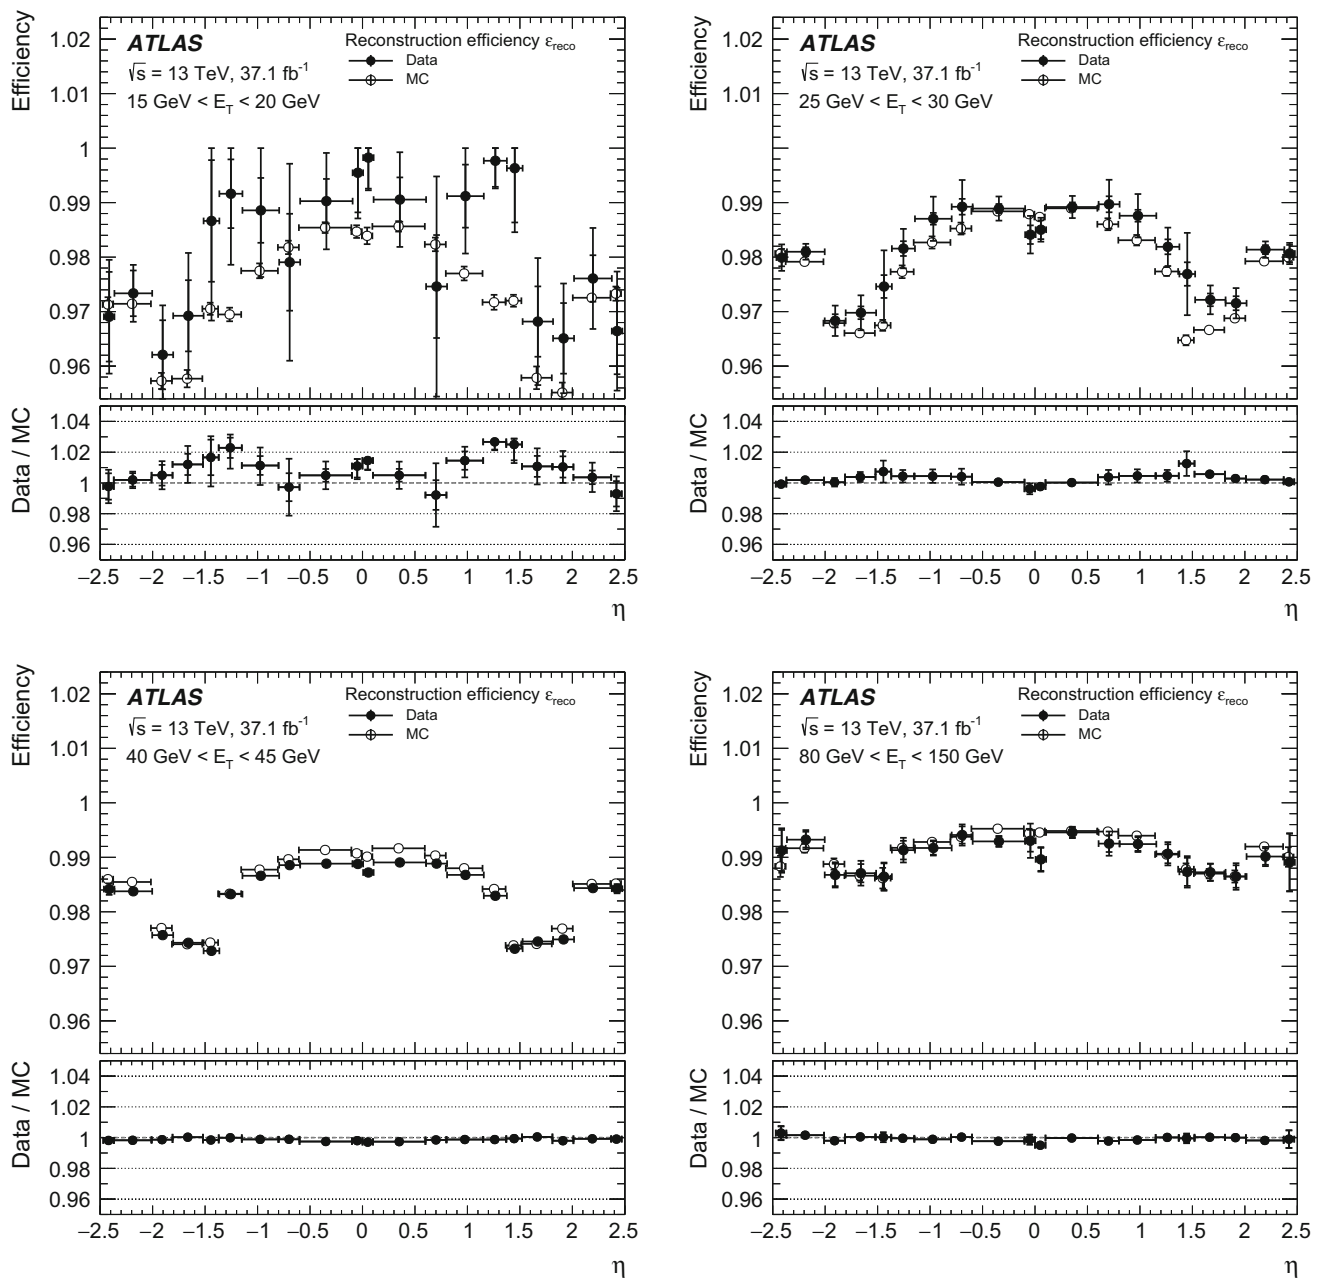 Efficiency
1.02
1.01
1
0.99
0.98
0.97
0.96
ATLAS
√s = 13 TeV, 37.1 fb⁻¹
15 GeV < E_T < 20 GeV
Reconstruction efficiency ε_reco
Data
MC
Data / MC
1.04
1.02
1
0.98
0.96
−2.5 −2 −1.5 −1 −0.5 0 0.5 1 1.5 2 2.5
η
Efficiency
1.02
1.01
1
0.99
0.98
0.97
0.96
ATLAS
√s = 13 TeV, 37.1 fb⁻¹
25 GeV < E_T < 30 GeV
Reconstruction efficiency ε_reco
Data
MC
Data / MC
1.04
1.02
1
0.98
0.96
−2.5 −2 −1.5 −1 −0.5 0 0.5 1 1.5 2 2.5
η
Efficiency
1.02
1.01
1
0.99
0.98
0.97
0.96
ATLAS
√s = 13 TeV, 37.1 fb⁻¹
40 GeV < E_T < 45 GeV
Reconstruction efficiency ε_reco
Data
MC
Data / MC
1.04
1.02
1
0.98
0.96
−2.5 −2 −1.5 −1 −0.5 0 0.5 1 1.5 2 2.5
η
Efficiency
1.02
1.01
1
0.99
0.98
0.97
0.96
ATLAS
√s = 13 TeV, 37.1 fb⁻¹
80 GeV < E_T < 150 GeV
Reconstruction efficiency ε_reco
Data
MC
Data / MC
1.04
1.02
1
0.98
0.96
−2.5 −2 −1.5 −1 −0.5 0 0.5 1 1.5 2 2.5
η